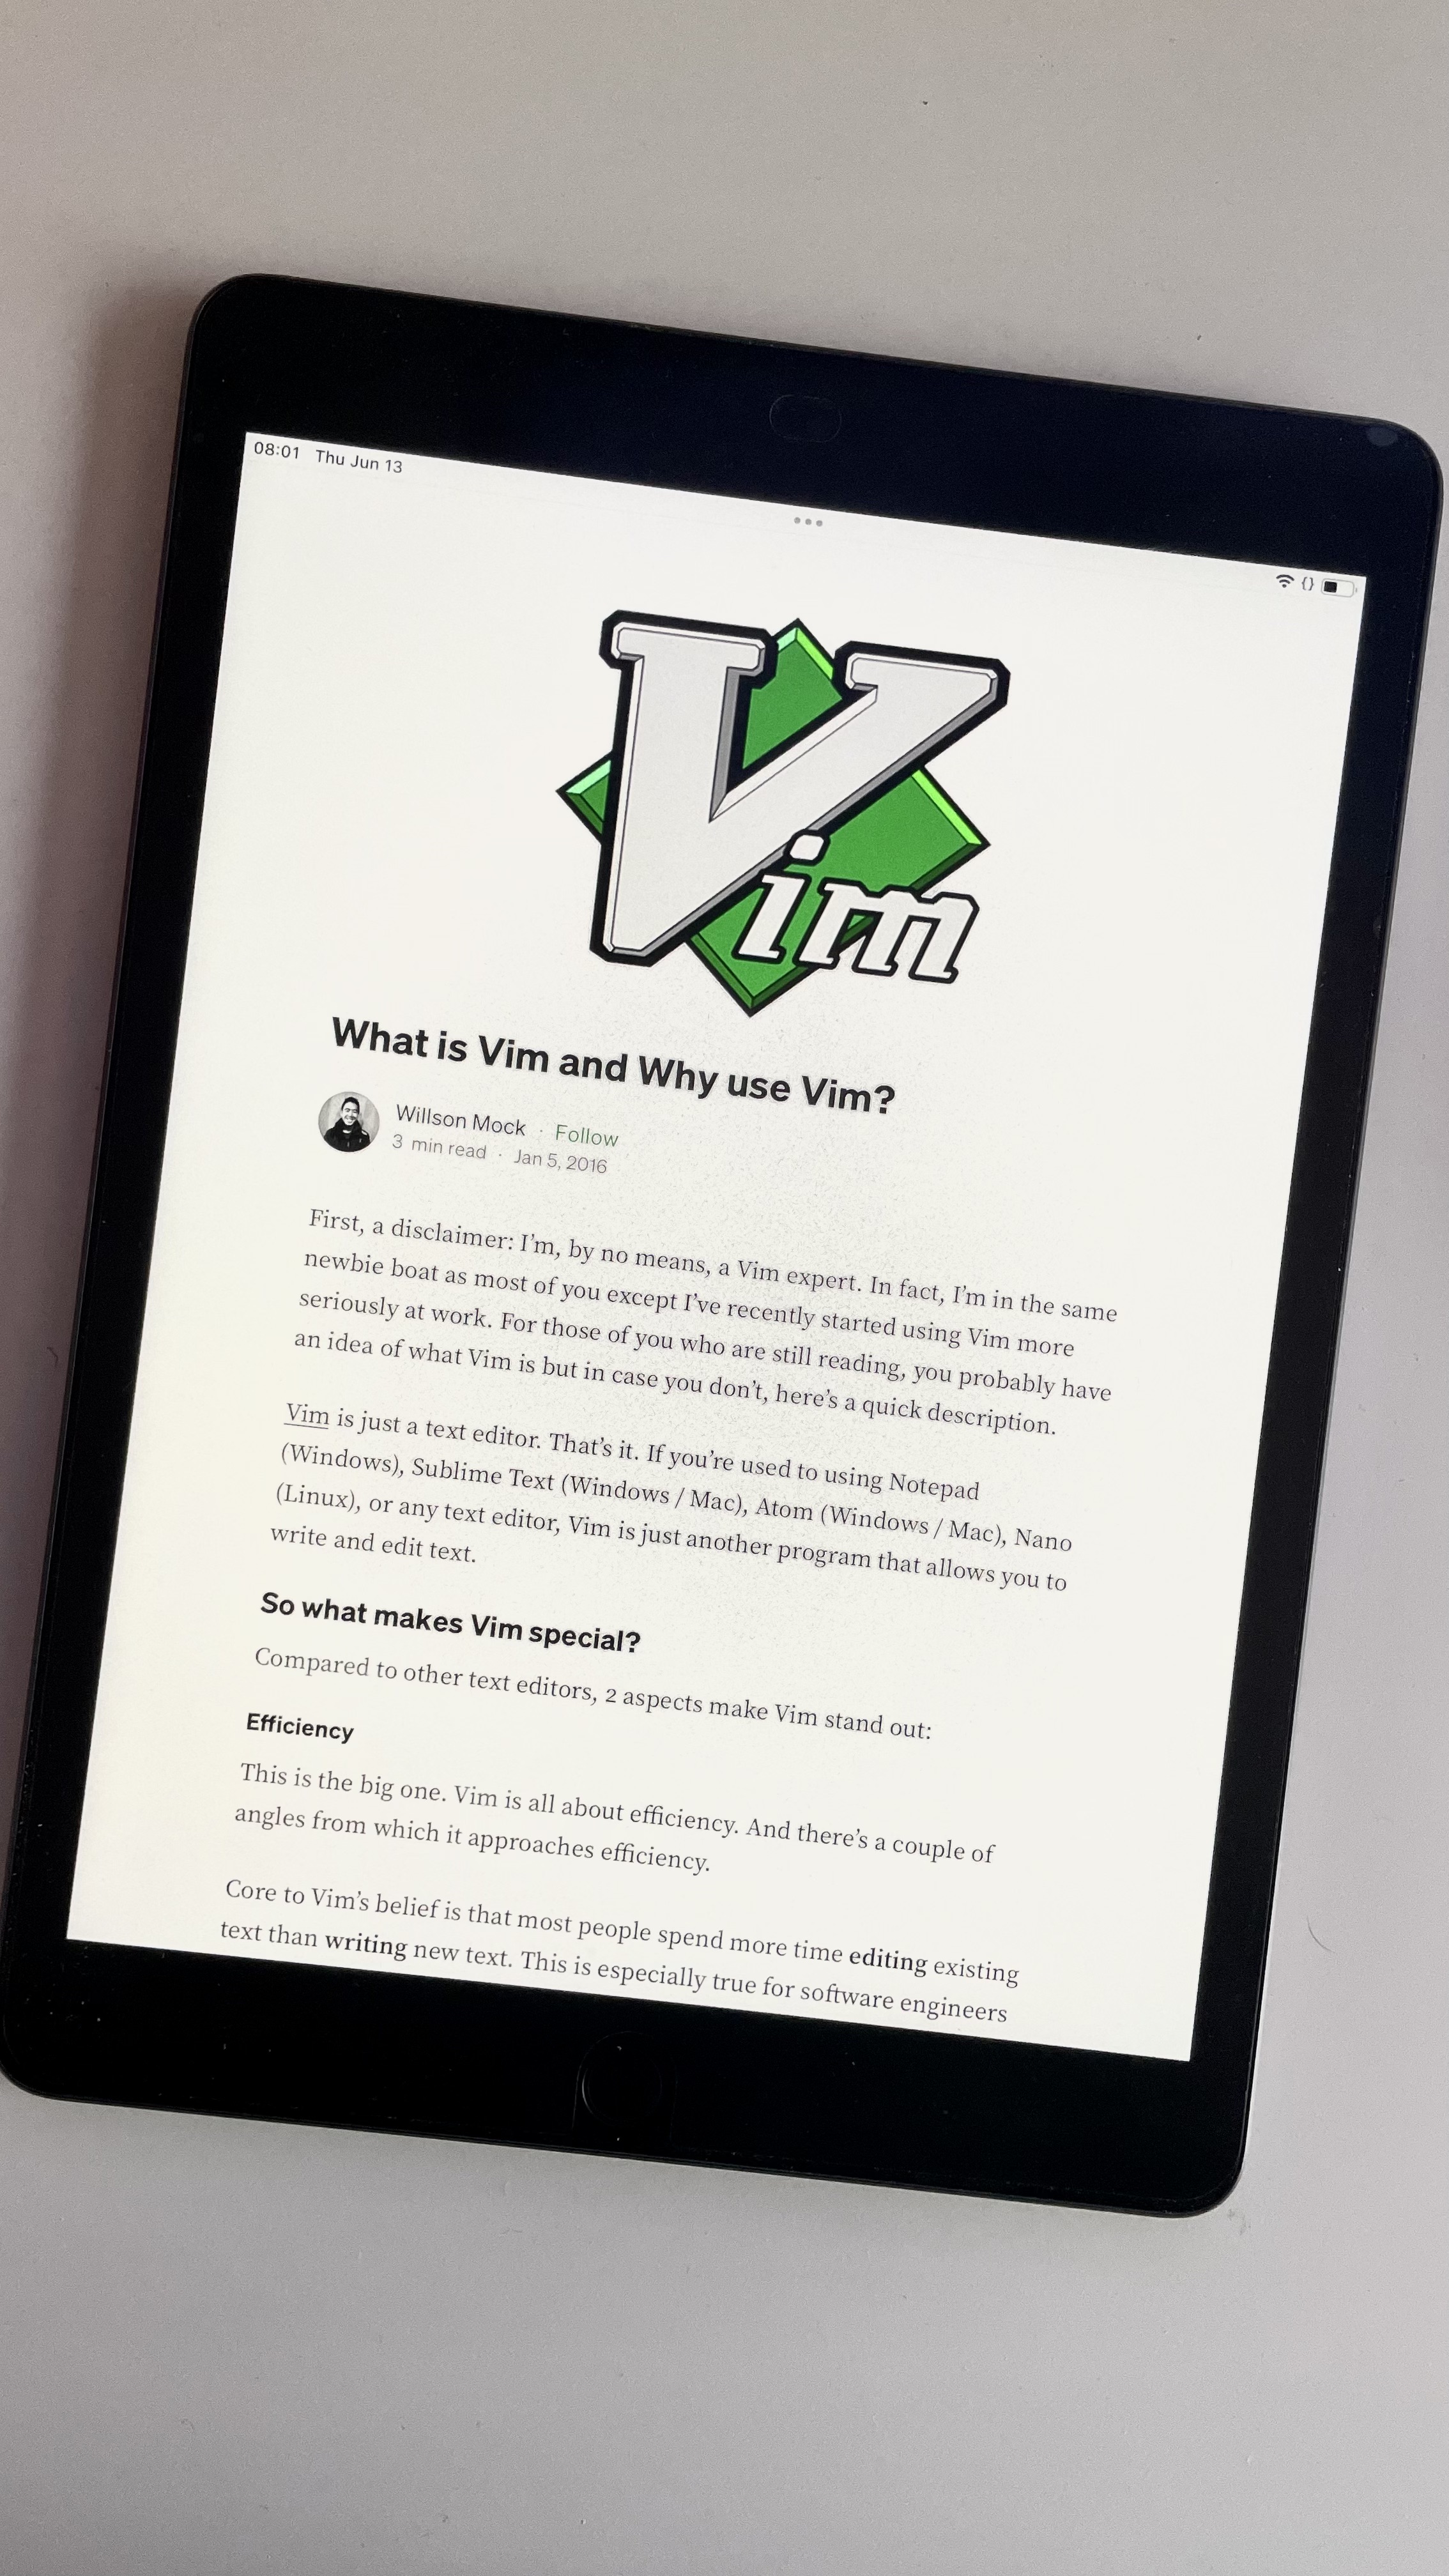 08:01 Thu Jun 13
Vim
What is Vim and Why use Vim?
Willson Mock · Follow
3 min read · Jan 5, 2016
First, a disclaimer: I’m, by no means, a Vim expert. In fact, I’m in the same
newbie boat as most of you except I’ve recently started using Vim more
seriously at work. For those of you who are still reading, you probably have
an idea of what Vim is but in case you don’t, here’s a quick description.
Vim is just a text editor. That’s it. If you’re used to using Notepad
(Windows), Sublime Text (Windows / Mac), Atom (Windows / Mac), Nano
(Linux), or any text editor, Vim is just another program that allows you to
write and edit text.
So what makes Vim special?
Compared to other text editors, 2 aspects make Vim stand out:
Efficiency
This is the big one. Vim is all about efficiency. And there’s a couple of
angles from which it approaches efficiency.
Core to Vim’s belief is that most people spend more time editing existing
text than writing new text. This is especially true for software engineers